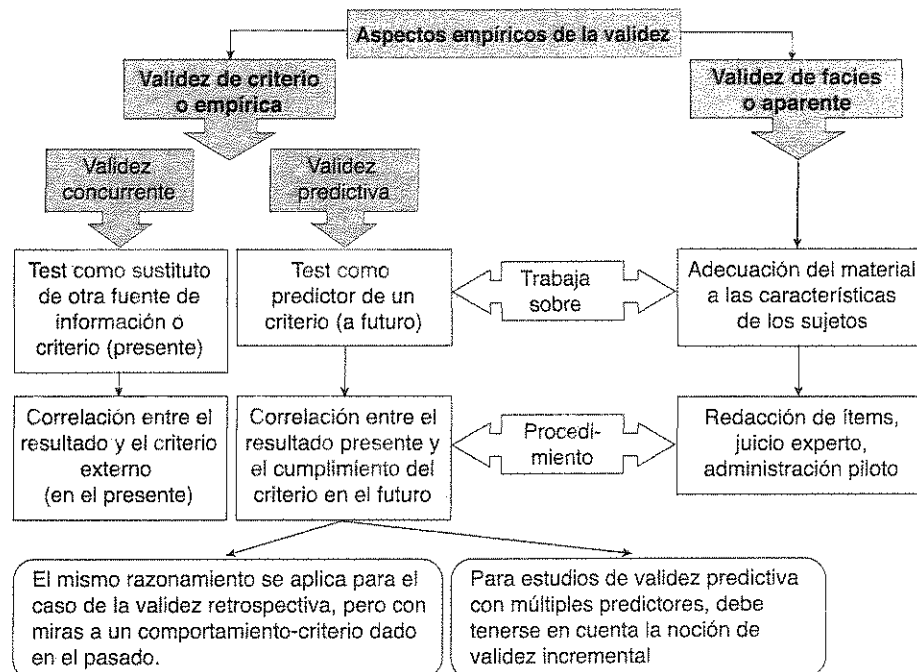 Aspectos empíricos de la validez
Validez de criterio
o empírica
Validez de facies
o aparente
Validez
concurrente
Validez
predictiva
Test como sustituto
de otra fuente de
información o
criterio (presente)
Test como
predictor de un
criterio (a futuro)
Trabaja
sobre
Adecuación del material
a las características
de los sujetos
Correlación entre el
resultado y el criterio
externo
(en el presente)
Correlación entre el
resultado presente y
el cumplimiento del
criterio en el futuro
Procedi-
miento
Redacción de ítems,
juicio experto,
administración piloto
El mismo razonamiento se aplica para el
caso de la validez retrospectiva, pero con
miras a un comportamiento-criterio dado
en el pasado.
Para estudios de validez predictiva
con múltiples predictores, debe
tenerse en cuenta la noción de
validez incremental